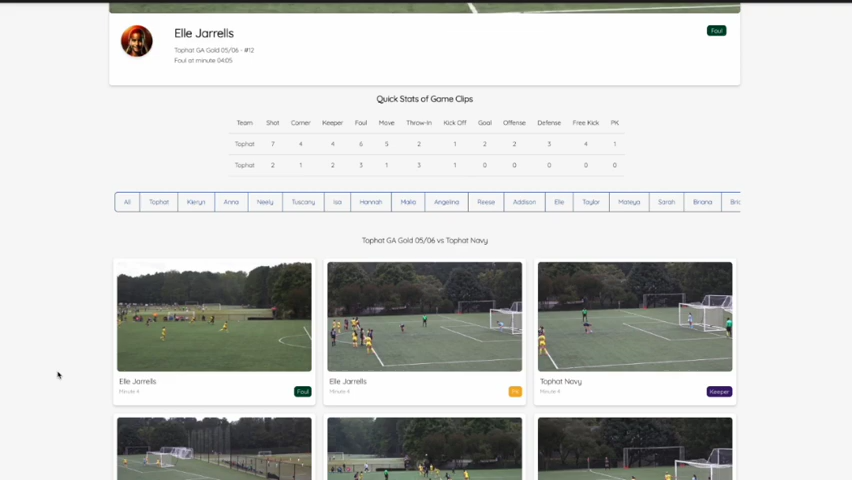 Elle Jarrells
Foul
Tophat GA Gold 05/06 - #12
Foul at minute 04:05
Quick Stats of Game Clips
Team Shot Corner Keeper Foul Move Throw-In Kick Off Goal Offense Defense Free Kick PK
Tophat 7 4 4 6 5 2 1 2 2 3 4 1
Tophat 2 1 2 3 1 3 1 0 0 0 0 0
All Tophat Kieryn Anna Neely Tuscany Isa Hannah Malia Angelina Reese Addison Elle Taylor Mateya Sarah Briana
Tophat GA Gold 05/06 vs Tophat Navy
Elle Jarrells Elle Jarrells Tophat Navy
Minute 4 Foul Minute 4 PK Minute 4 Keeper